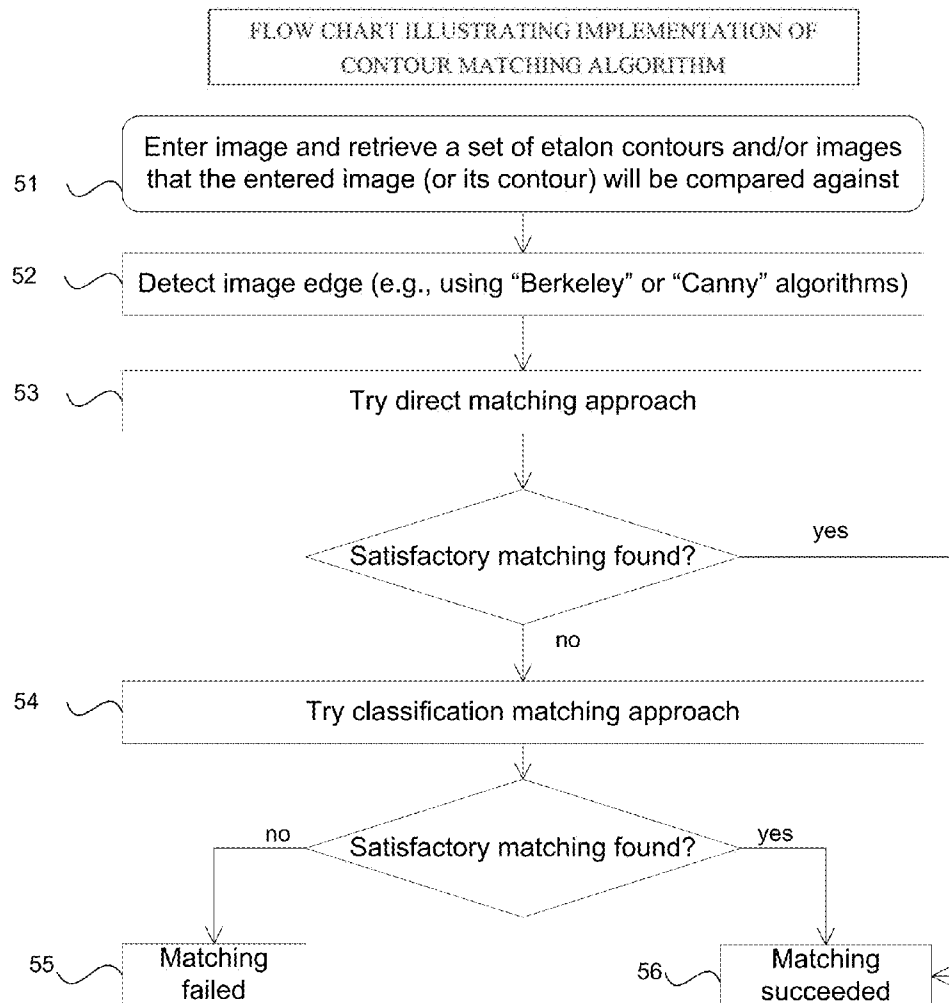 FLOW CHART ILLUSTRATING IMPLEMENTATION OF
CONTOUR MATCHING ALGORITHM
51
Enter image and retrieve a set of etalon contours and/or images
that the entered image (or its contour) will be compared against
52
Detect image edge (e.g., using “Berkeley” or “Canny” algorithms)
53
Try direct matching approach
Satisfactory matching found?
yes
no
54
Try classification matching approach
no
Satisfactory matching found?
yes
55
Matching
failed
56
Matching
succeeded